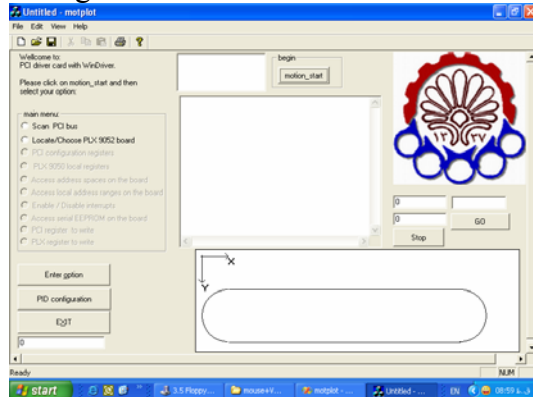 Untitled - motplot
File Edit View Help
Wellcome to:
PCI driver card with WinDriver.
Please click on motion_start and then
select your option:
begin
motion_start
main menu:
Scan PCI bus
Locate/Choose PLX 9052 board
PCI configuration registers
PLX 9050 local registers
Access address spaces on the board
Access local address ranges on the board
Enable / Disable interrupts
Access serial EEPROM on the board
PCI register to write
PLX register to write
۱۳۳۷
0
0
GO
Stop
Enter option
PID configuration
EXIT
0
X
Y
Ready
NUM
start
3.5 Floppy...
mouse+V...
motplot - ...
Untitled - ...
EN
08:59